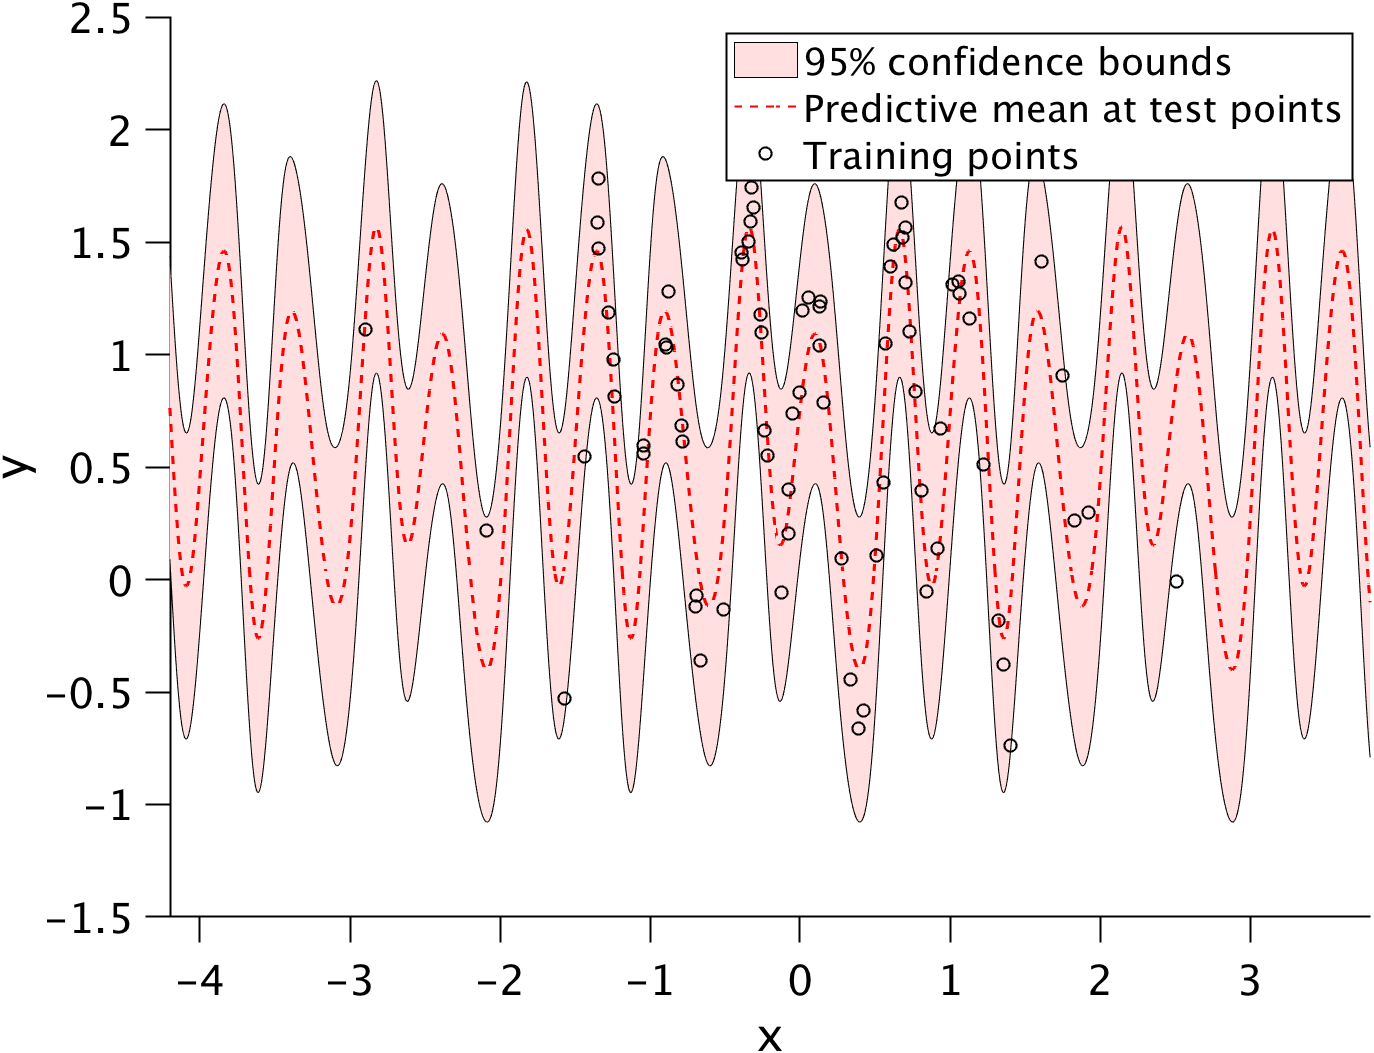 2.5
2
1.5
1
0.5
0
−0.5
−1
−1.5
y
95% confidence bounds
Predictive mean at test points
Training points
−4 −3 −2 −1 0 1 2 3
x